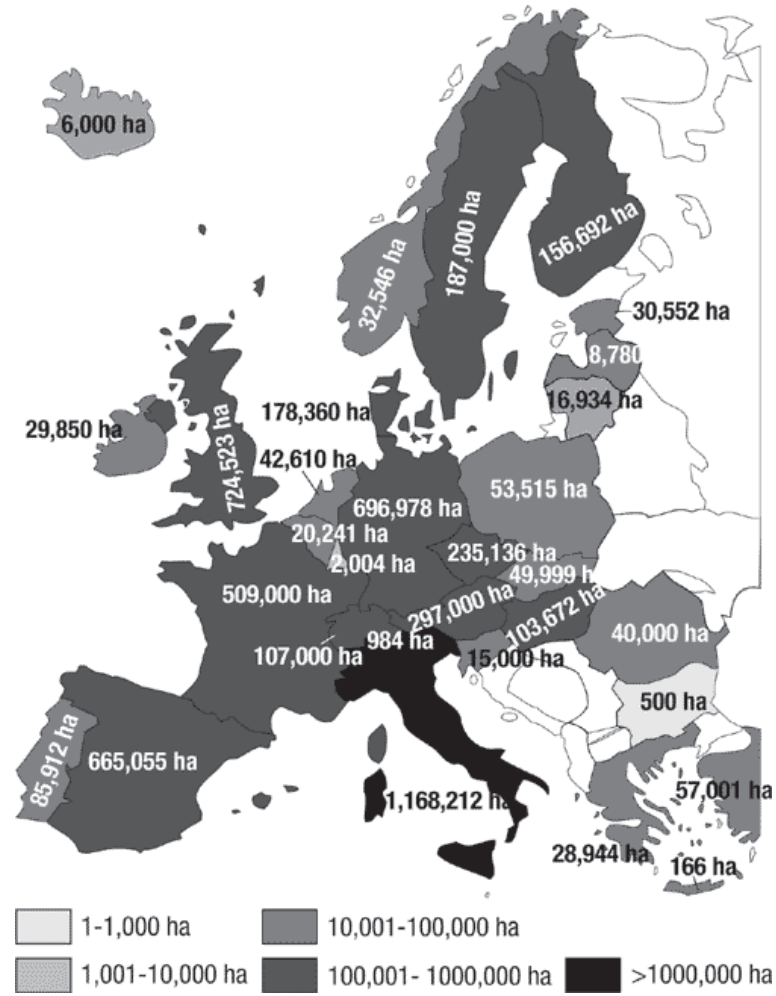 6,000 ha
187,000 ha
156,692 ha
32,546 ha
30,552 ha
8,780
16,934 ha
178,360 ha
29,850 ha
724,523 ha
42,610 ha
53,515 ha
696,978 ha
20,241 ha
235,136 ha
2,004 ha
49,999 h
509,000 ha
297,000 ha
103,672 ha
984 ha
40,000 ha
107,000 ha
15,000 ha
500 ha
85,912 ha
665,055 ha
1,168,212 ha
57,001 ha
28,944 ha
166 ha
1-1,000 ha
10,001-100,000 ha
1,001-10,000 ha
100,001- 1000,000 ha
>1000,000 ha